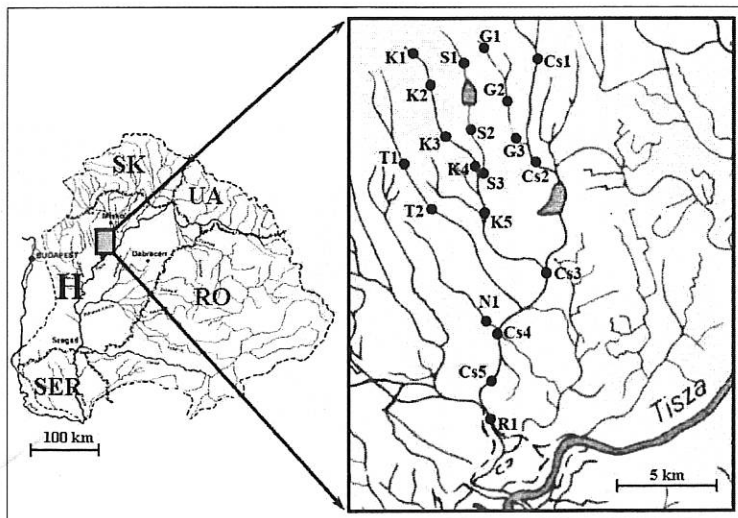 SK
UA
BUDAPEST
H
RO
SER
Szeged
100 km
G1
K1
S1
Cs1
K2
G2
S2
K3
G3
T1
K4
Cs2
S3
T2
K5
Cs3
N1
Cs4
Cs5
R1
Tisza
5 km